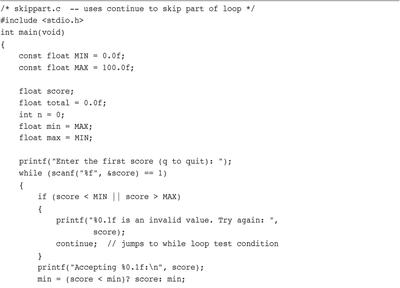 /* skippart.c  -- uses continue to skip part of loop */
#include <stdio.h>
int main(void)
{
    const float MIN = 0.0f;
    const float MAX = 100.0f;

    float score;
    float total = 0.0f;
    int n = 0;
    float min = MAX;
    float max = MIN;

    printf("Enter the first score (q to quit): ");
    while (scanf("%f", &score) == 1)
    {
        if (score < MIN || score > MAX)
        {
            printf("%0.1f is an invalid value. Try again: ",
                    score);
            continue;  // jumps to while loop test condition
        }
        printf("Accepting %0.1f:\n", score);
        min = (score < min)? score: min;